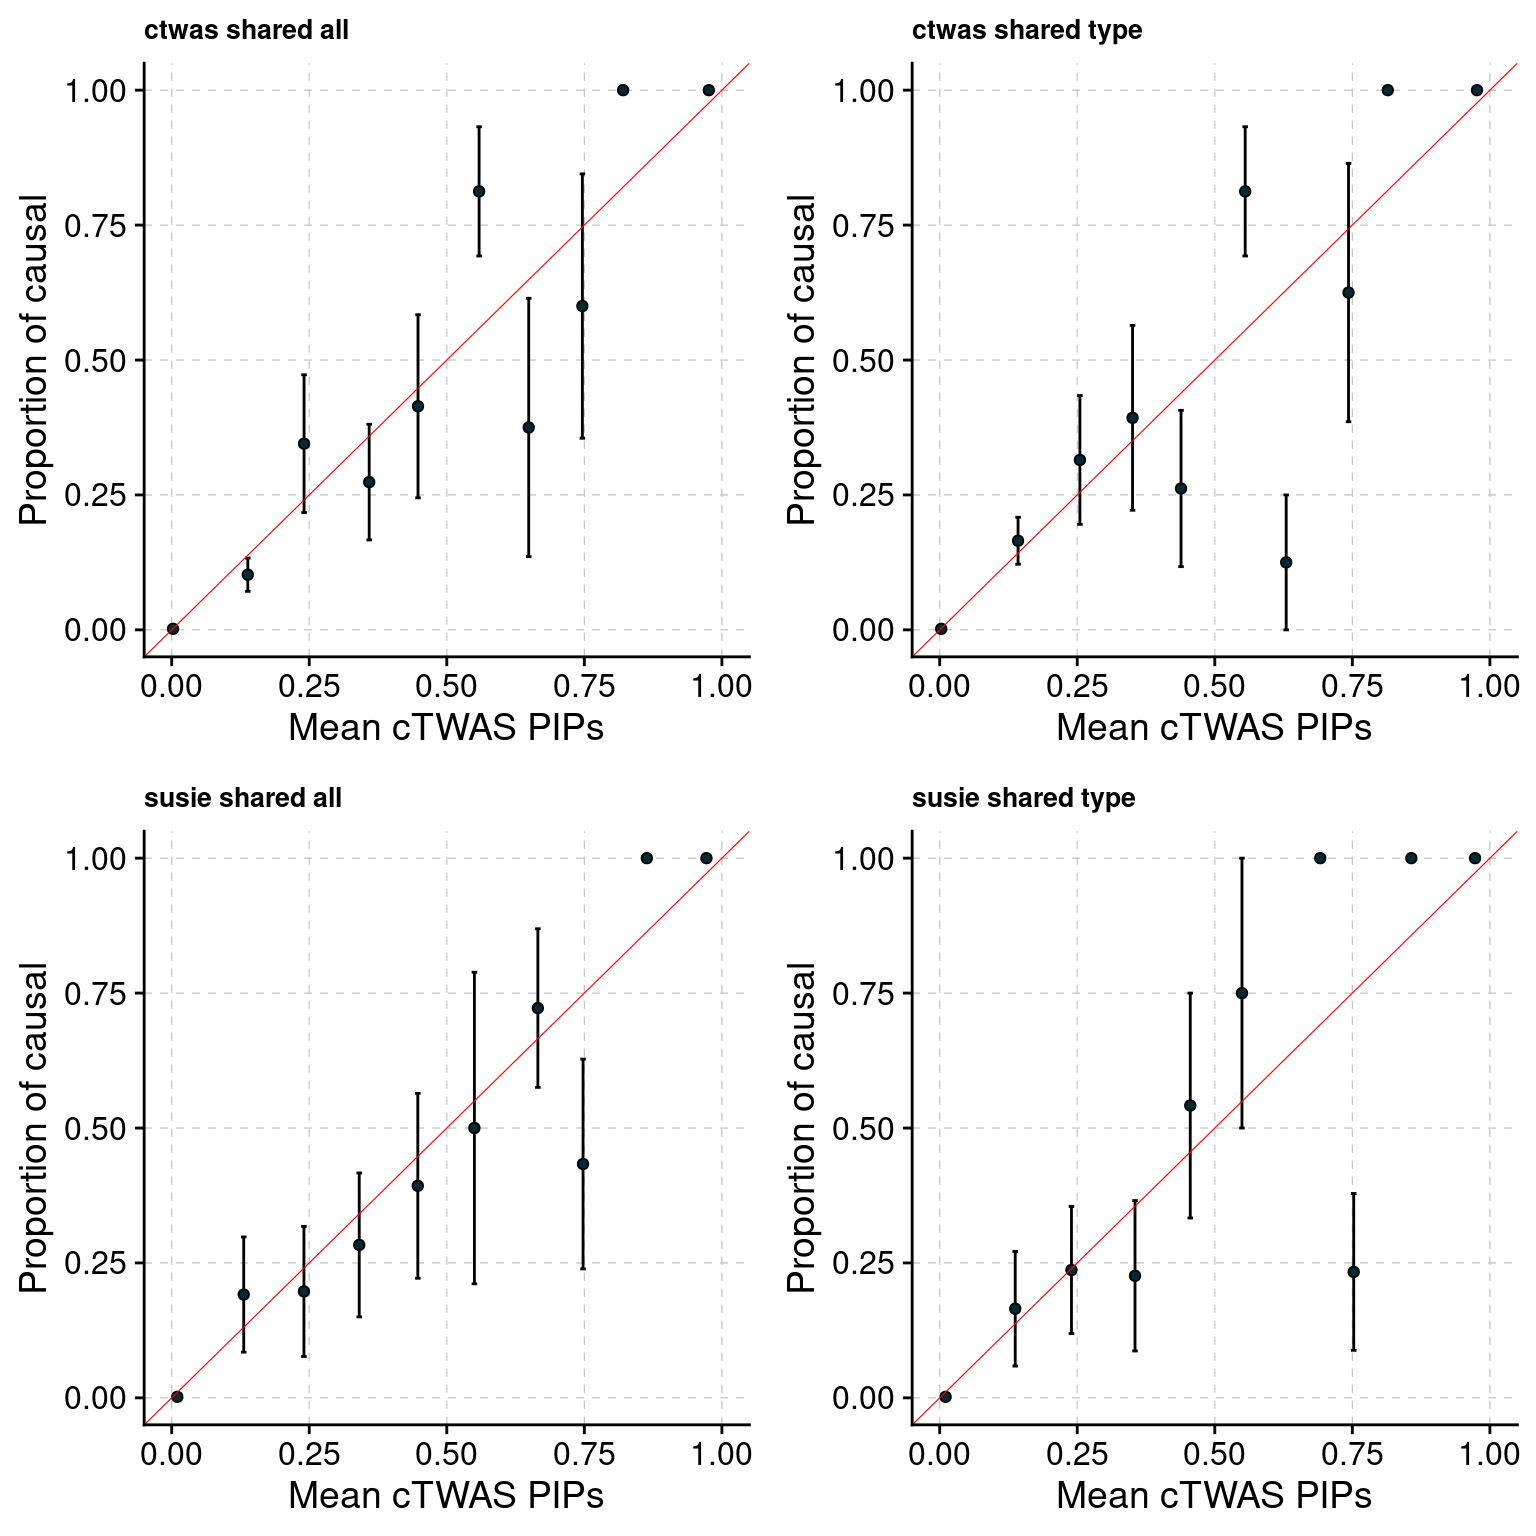 ctwas shared all
1.00
0.75
0.50
0.25
0.00
Proportion of causal
0.00 0.25 0.50 0.75 1.00
Mean cTWAS PIPs
ctwas shared type
1.00
0.75
0.50
0.25
0.00
Proportion of causal
0.00 0.25 0.50 0.75 1.00
Mean cTWAS PIPs
susie shared all
1.00
0.75
0.50
0.25
0.00
Proportion of causal
0.00 0.25 0.50 0.75 1.00
Mean cTWAS PIPs
susie shared type
1.00
0.75
0.50
0.25
0.00
Proportion of causal
0.00 0.25 0.50 0.75 1.00
Mean cTWAS PIPs